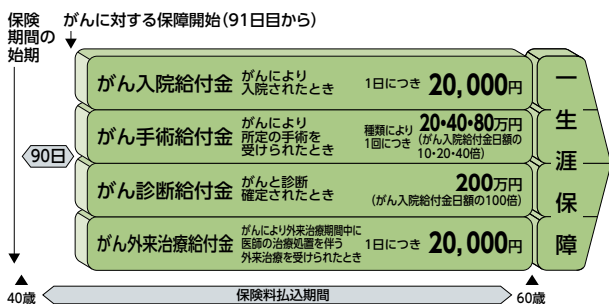 保険
期間の
始期
がんに対する保障開始(91日目から)
がん入院給付金
がんにより
入院されたとき
1日につき 20,000円
がん手術給付金
がんにより
所定の手術を
受けられたとき
種類により
1回につき
20・40・80万円
(がん入院給付金日額の
10・20・40倍)
90日
がん診断給付金
がんと診断
確定されたとき
200万円
(がん入院給付金日額の100倍)
がん外来治療給付金
がんにより外来治療期間中に
医師の治療処置を伴う
外来治療を受けられたとき
1日につき 20,000円
一生涯保障
40歳
保険料払込期間
60歳